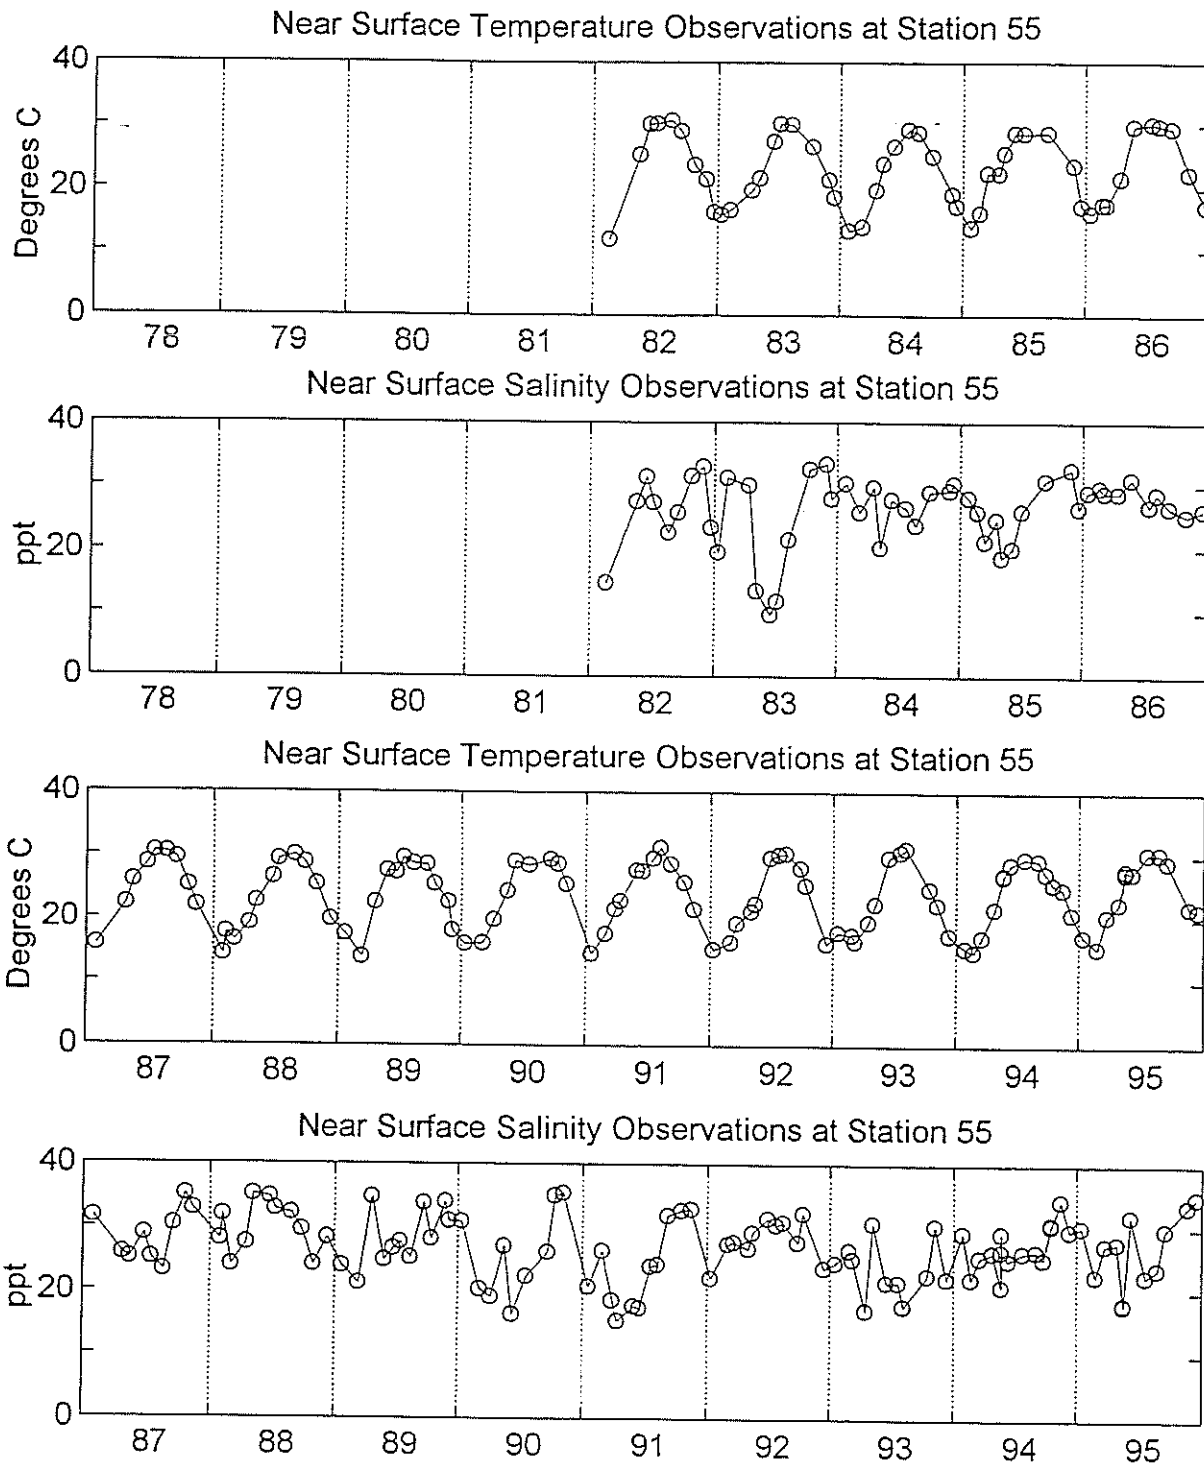 Near Surface Temperature Observations at Station 55
40
20
0
Degrees C
78 79 80 81 82 83 84 85 86
Near Surface Salinity Observations at Station 55
40
20
0
ppt
78 79 80 81 82 83 84 85 86
Near Surface Temperature Observations at Station 55
40
20
0
Degrees C
87 88 89 90 91 92 93 94 95
Near Surface Salinity Observations at Station 55
40
20
0
ppt
87 88 89 90 91 92 93 94 95